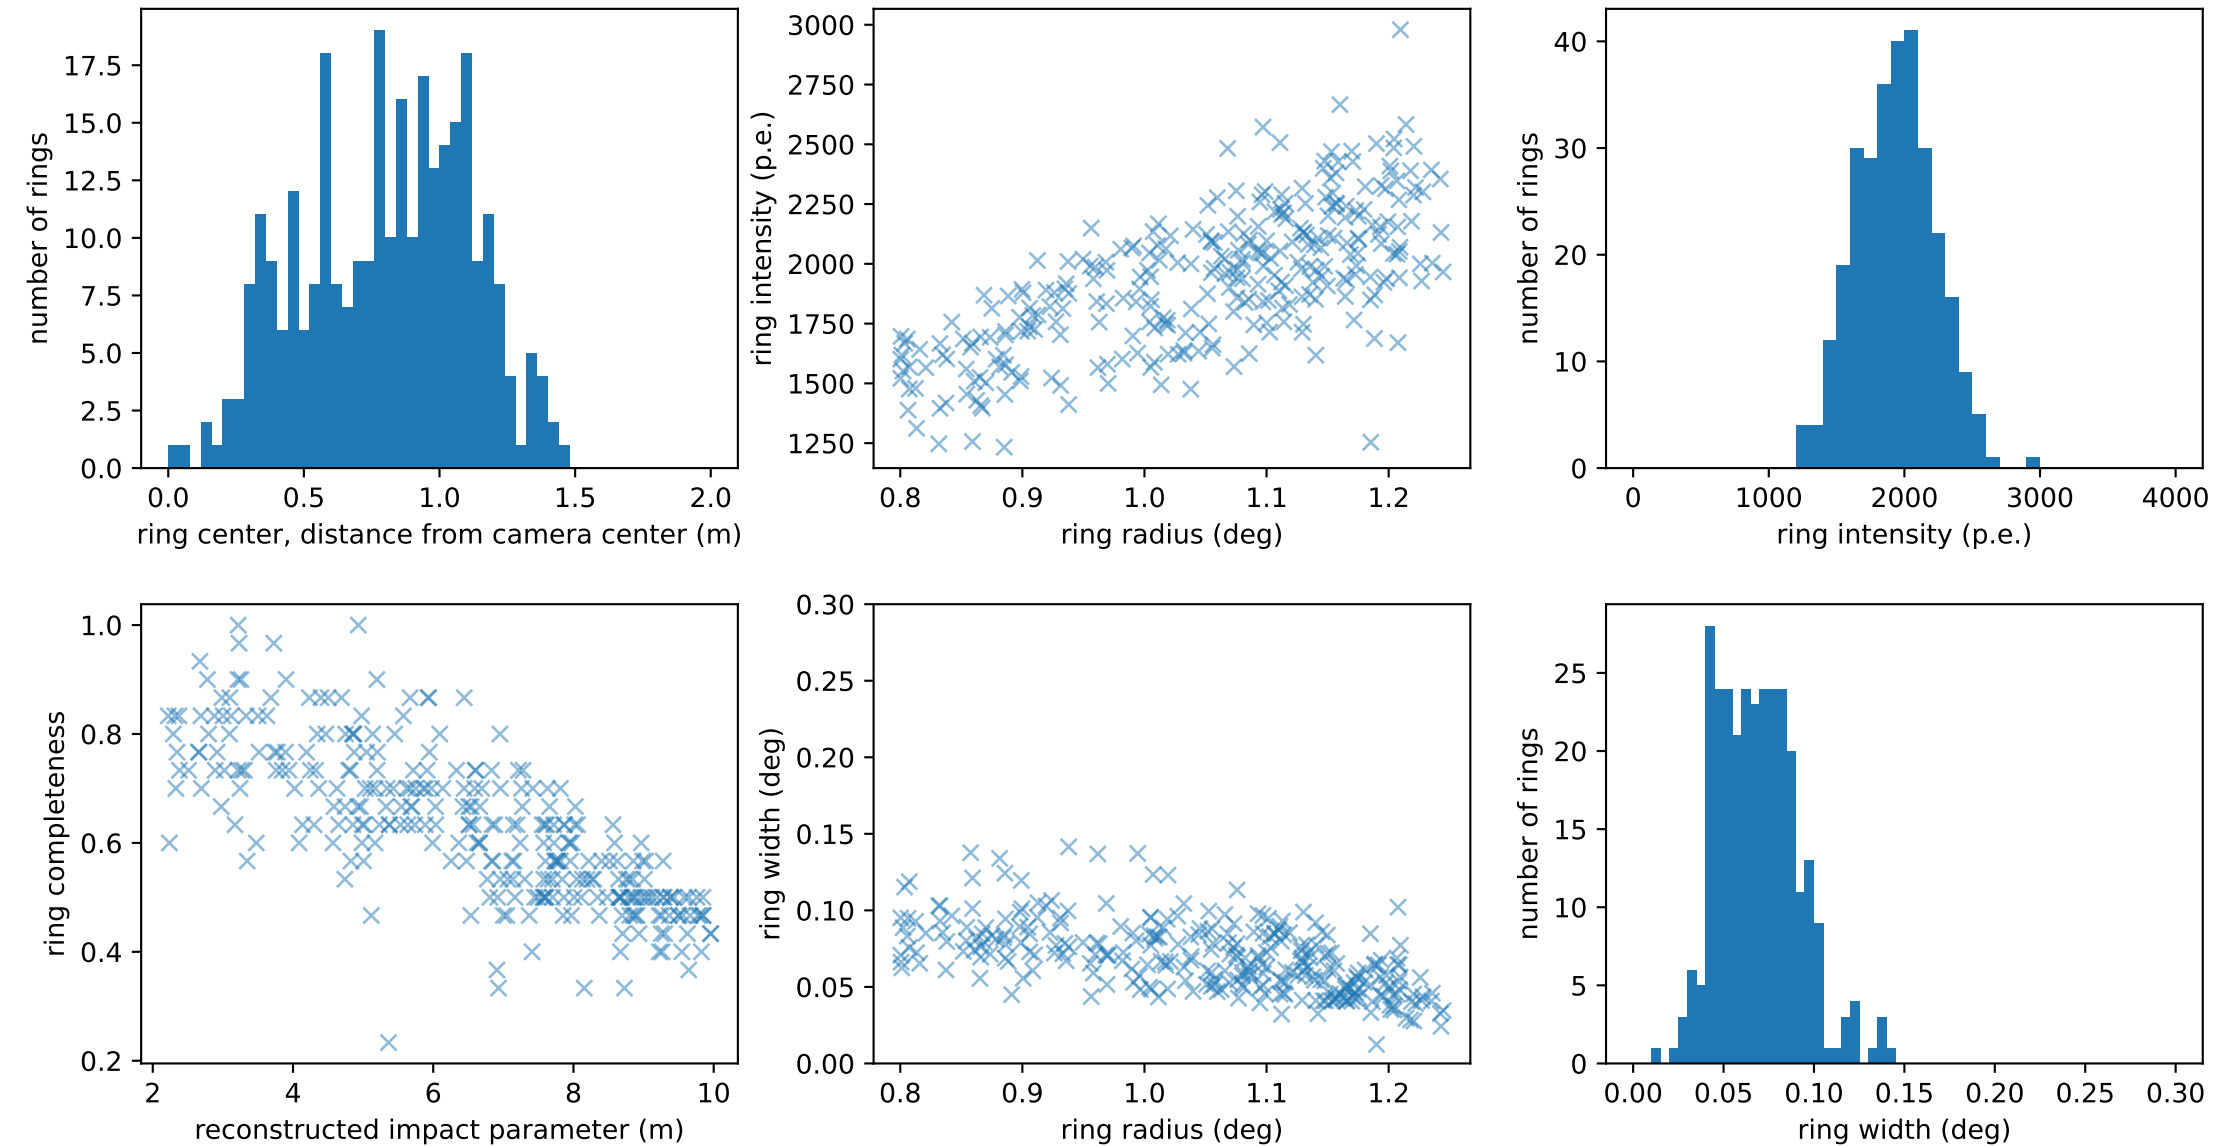 17.5
15.0
12.5
10.0
7.5
5.0
2.5
0.0
number of rings
0.0 0.5 1.0 1.5 2.0
ring center, distance from camera center (m)
3000
2750
2500
2250
2000
1750
1500
1250
ring intensity (p.e.)
0.8 0.9 1.0 1.1 1.2
ring radius (deg)
40
30
20
10
0
number of rings
0 1000 2000 3000 4000
ring intensity (p.e.)
1.0
0.8
0.6
0.4
0.2
ring completeness
2 4 6 8 10
reconstructed impact parameter (m)
0.30
0.25
0.20
0.15
0.10
0.05
0.00
ring width (deg)
0.8 0.9 1.0 1.1 1.2
ring radius (deg)
25
20
15
10
5
0
number of rings
0.00 0.05 0.10 0.15 0.20 0.25 0.30
ring width (deg)